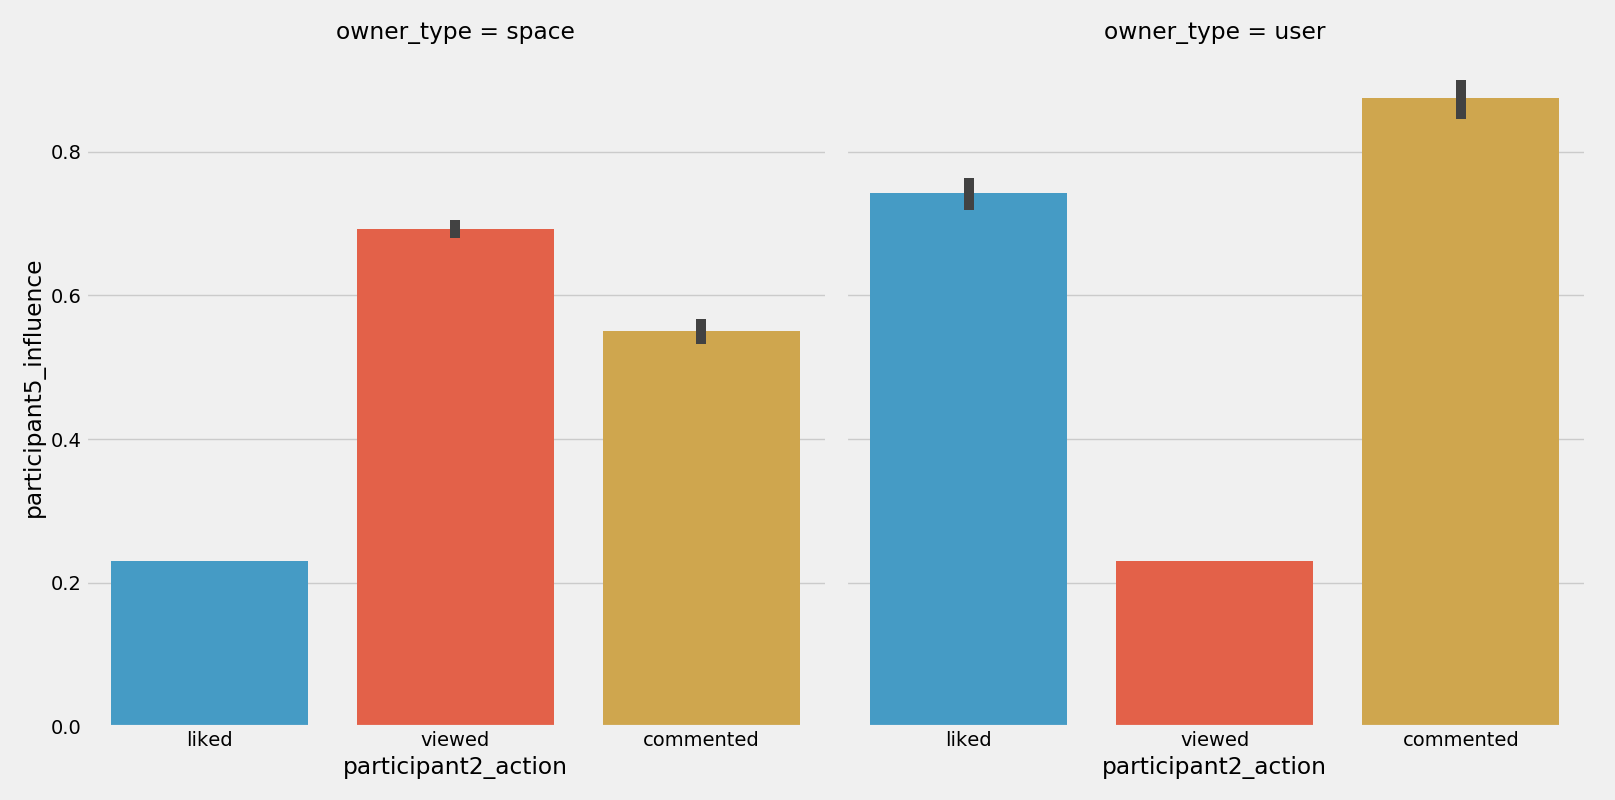 owner_type = space
owner_type = user
participant5_influence
0.8
0.6
0.4
0.2
0.0
liked viewed commented
liked viewed commented
participant2_action
participant2_action